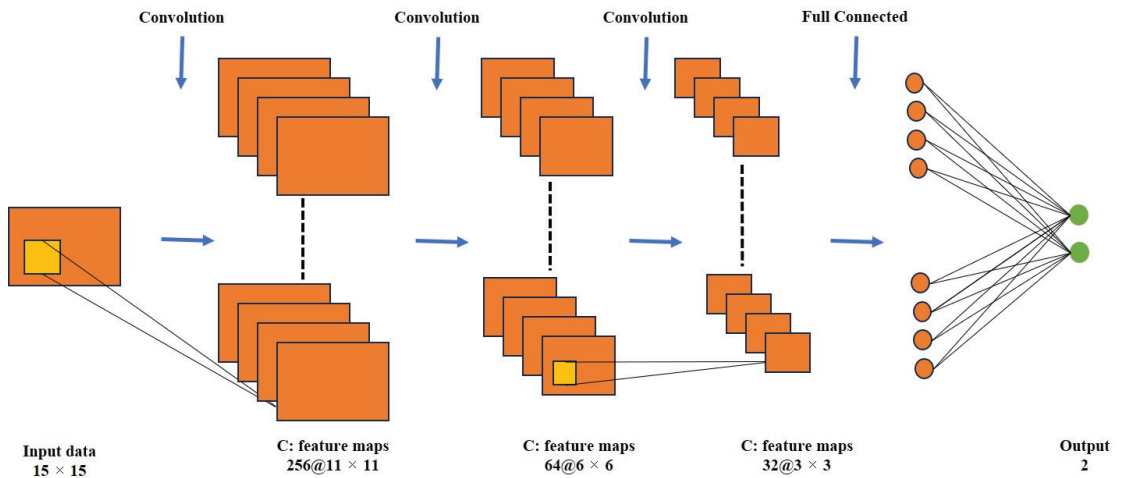 Convolution
Convolution
Convolution
Full Connected
Input data
15 × 15
C: feature maps
256@11 × 11
C: feature maps
64@6 × 6
C: feature maps
32@3 × 3
Output
2